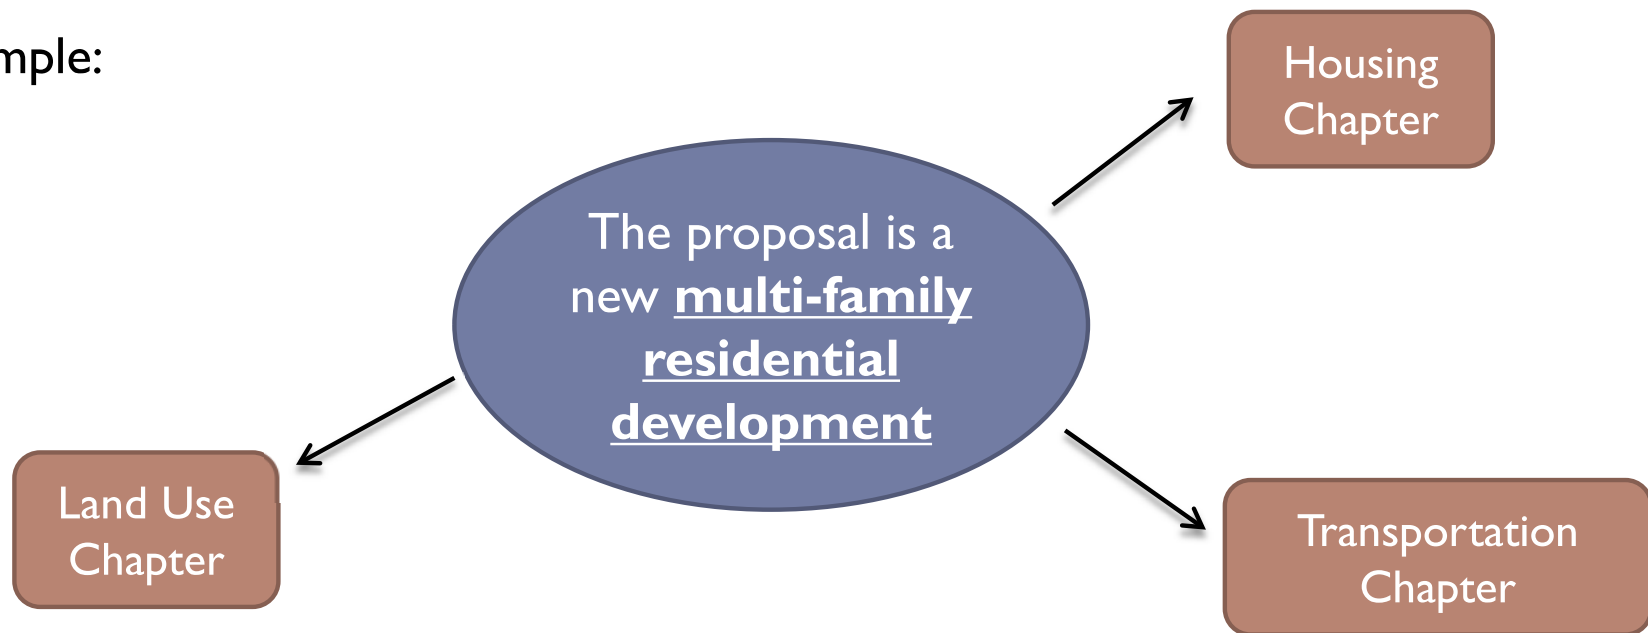 mple:
Housing
Chapter
The proposal is a
new multi-family
residential
development
Land Use
Chapter
Transportation
Chapter